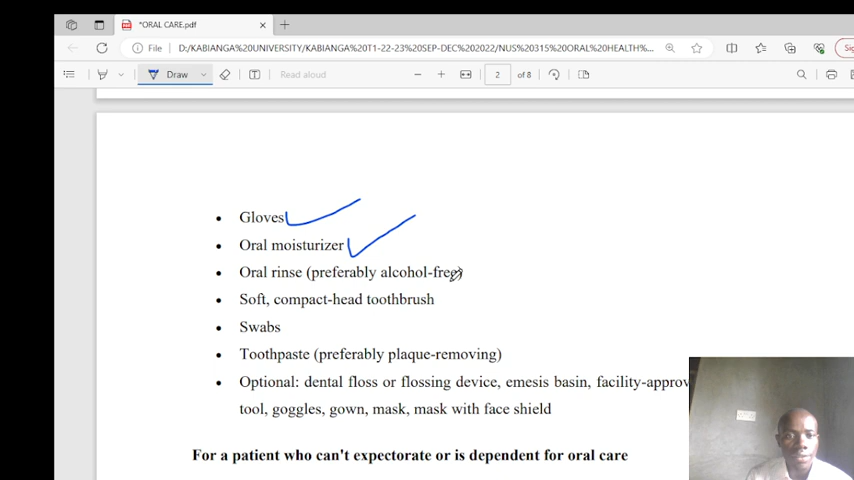 *ORAL CARE.pdf
File
D:/KABIANGA%20UNIVERSITY/KABIANGA%20T1-22-23%20SEP-DEC%202022/NUS%20315%20ORAL%20HEALTH%...
Sig
Draw
Read aloud
2 of 8
• Gloves
• Oral moisturizer
• Oral rinse (preferably alcohol-free)
• Soft, compact-head toothbrush
• Swabs
• Toothpaste (preferably plaque-removing)
• Optional: dental floss or flossing device, emesis basin, facility-approv
tool, goggles, gown, mask, mask with face shield
For a patient who can't expectorate or is dependent for oral care